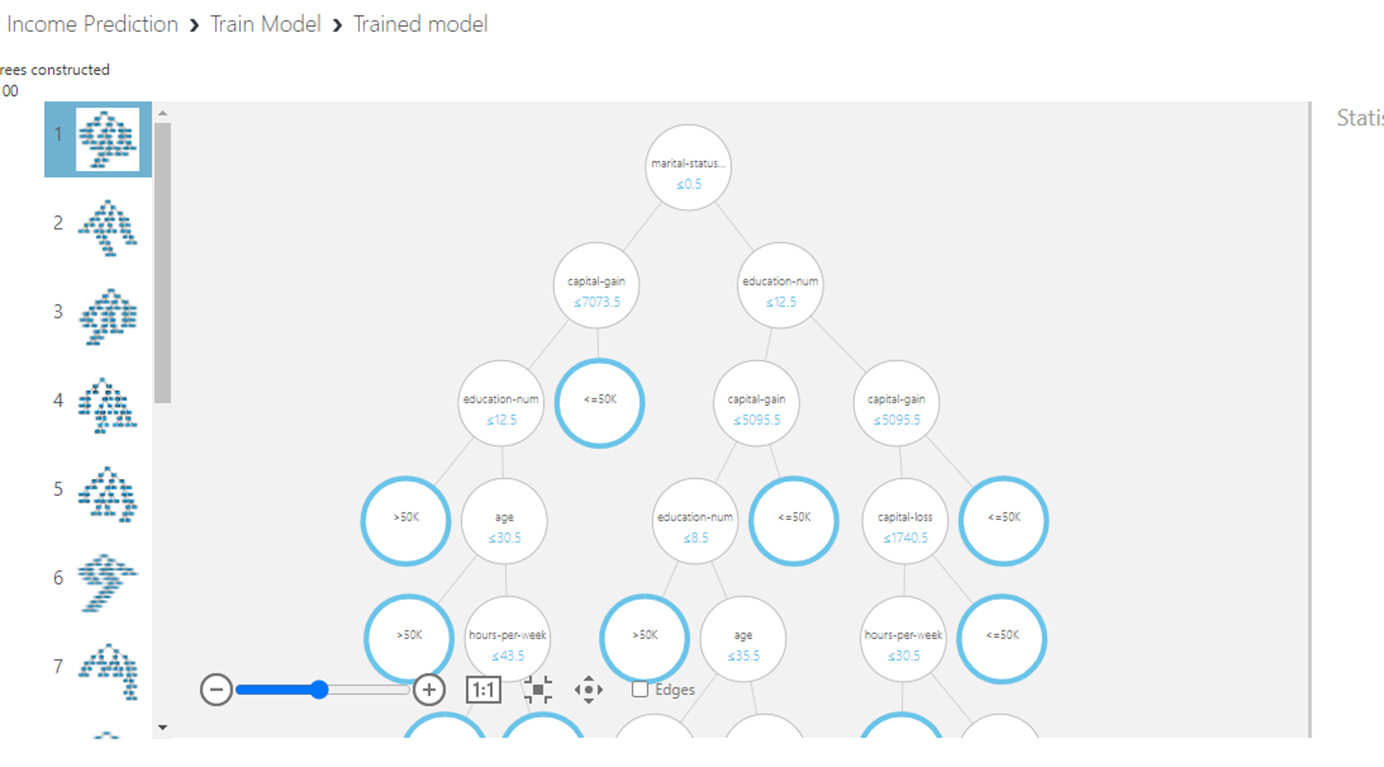 Income Prediction > Train Model > Trained model
rees constructed
00
Statis
1
2
3
4
5
6
7
marital-status...
≤0.5
capital-gain
≤7073.5
education-num
≤12.5
education-num
≤12.5
<=50K
capital-gain
≤5095.5
capital-gain
≤5095.5
>50K
age
≤30.5
education-num
≤8.5
<=50K
capital-loss
≤1740.5
<=50K
>50K
hours-per-week
≤43.5
>50K
age
≤35.5
hours-per-week
≤30.5
<=50K
1:1
Edges